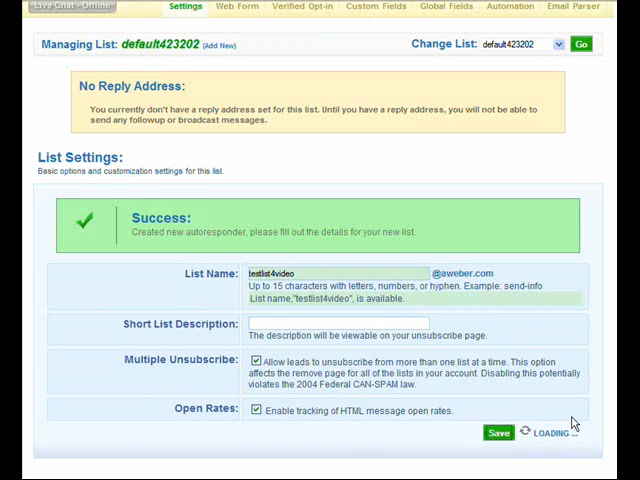 Live Chat - Offline
Settings Web Form Verified Opt-in Custom Fields Global Fields Automation Email Parser
Managing List: default423202 (Add New) Change List: default423202 Go
No Reply Address:
You currently don't have a reply address set for this list. Until you have a reply address, you will not be able to
send any followup or broadcast messages.
List Settings:
Basic options and customization settings for this list.
Success:
Created new autoresponder, please fill out the details for your new list.
List Name: testlist4video @aweber.com
Up to 15 characters with letters, numbers, or hyphen. Example: send-info
List name,"testlist4video", is available.
Short List Description:
The description will be viewable on your unsubscribe page.
Multiple Unsubscribe: Allow leads to unsubscribe from more than one list at a time. This option
affects the remove page for all of the lists in your account. Disabling this potentially
violates the 2004 Federal CAN-SPAM law.
Open Rates: Enable tracking of HTML message open rates.
Save LOADING ...